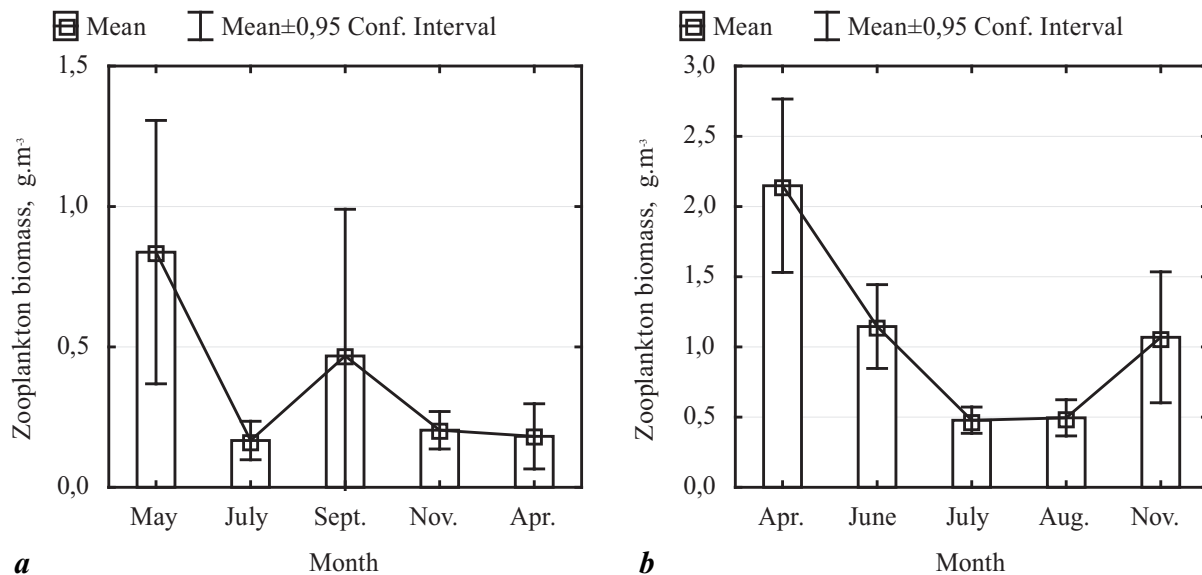 Mean Mean±0,95 Conf. Interval
Zooplankton biomass, g.m⁻³
1,5
1,0
0,5
0,0
May July Sept. Nov. Apr.
Month
a
Mean Mean±0,95 Conf. Interval
Zooplankton biomass, g.m⁻³
3,0
2,5
2,0
1,5
1,0
0,5
0,0
Apr. June July Aug. Nov.
Month
b